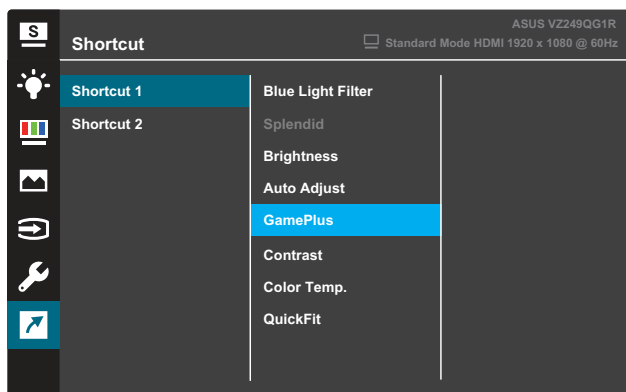 S
ASUS VZ249QG1R
Shortcut
Standard Mode HDMI 1920 x 1080 @ 60Hz
Shortcut 1
Shortcut 2
Blue Light Filter
Splendid
Brightness
Auto Adjust
GamePlus
Contrast
Color Temp.
QuickFit